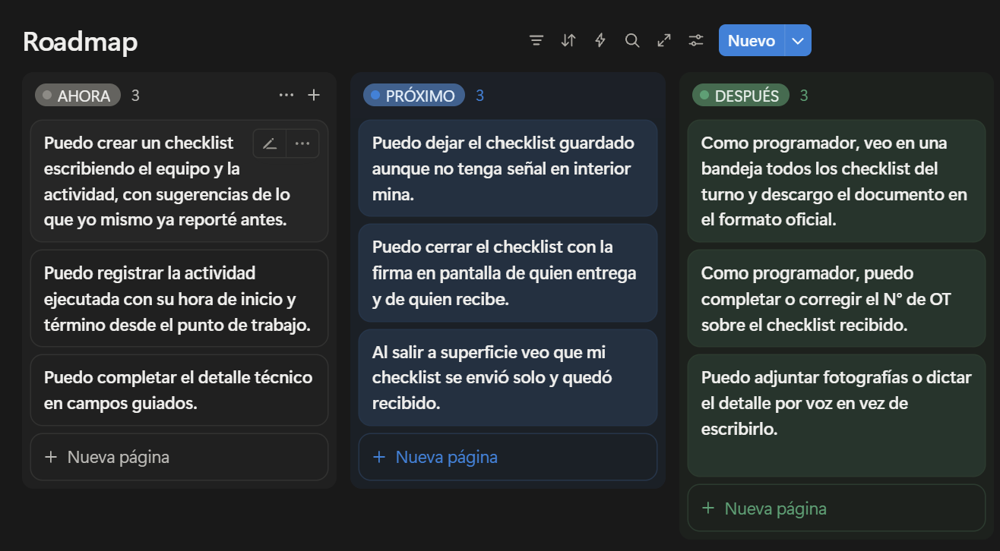 Roadmap
Nuevo
AHORA 3
Puedo crear un checklist
escribiendo el equipo y la
actividad, con sugerencias de lo
que yo mismo ya reporté antes.
Puedo registrar la actividad
ejecutada con su hora de inicio y
término desde el punto de trabajo.
Puedo completar el detalle técnico
en campos guiados.
+ Nueva página
PRÓXIMO 3
Puedo dejar el checklist guardado
aunque no tenga señal en interior
mina.
Puedo cerrar el checklist con la
firma en pantalla de quien entrega
y de quien recibe.
Al salir a superficie veo que mi
checklist se envió solo y quedó
recibido.
+ Nueva página
DESPUÉS 3
Como programador, veo en una
bandeja todos los checklist del
turno y descargo el documento en
el formato oficial.
Como programador, puedo
completar o corregir el N° de OT
sobre el checklist recibido.
Puedo adjuntar fotografías o dictar
el detalle por voz en vez de
escribirlo.
+ Nueva página